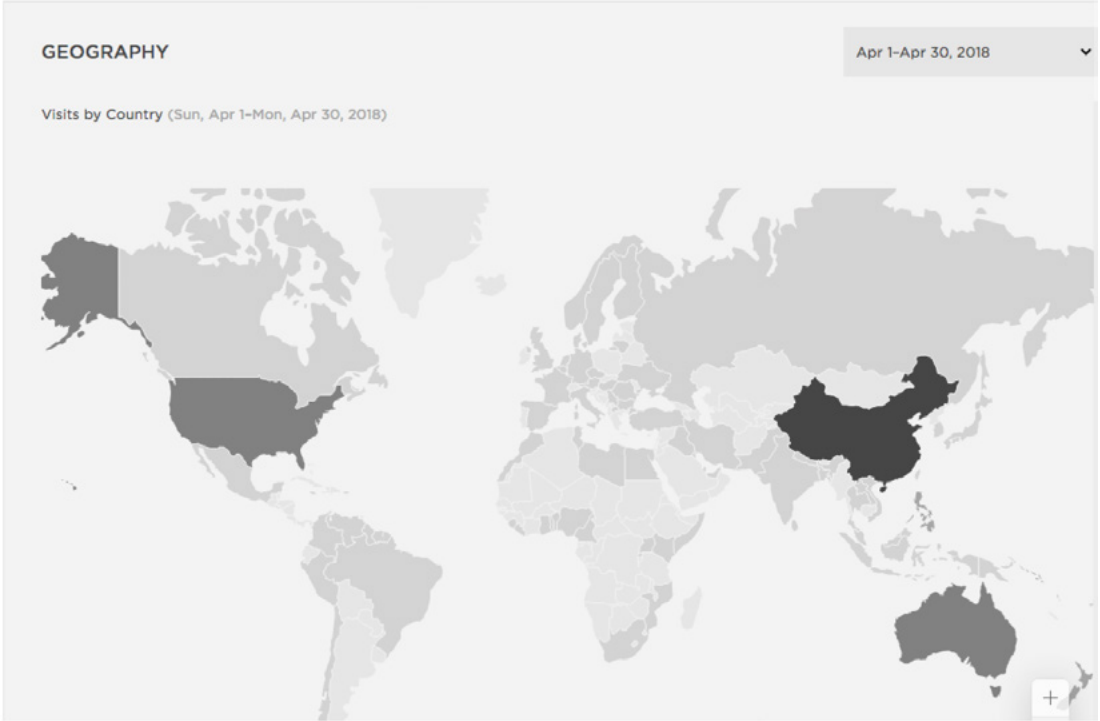 GEOGRAPHY
Apr 1–Apr 30, 2018
Visits by Country (Sun, Apr 1–Mon, Apr 30, 2018)
+